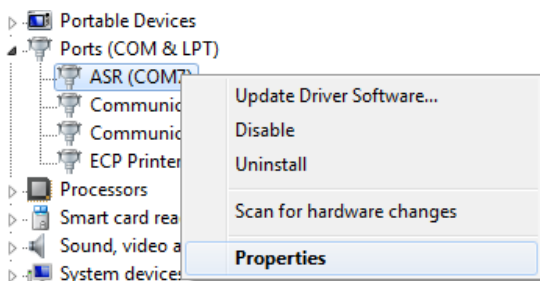 Portable Devices
Ports (COM & LPT)
ASR (COM7)
Communic
Communic
ECP Printer
Processors
Smart card rea
Sound, video a
System devices
Update Driver Software...
Disable
Uninstall
Scan for hardware changes
Properties